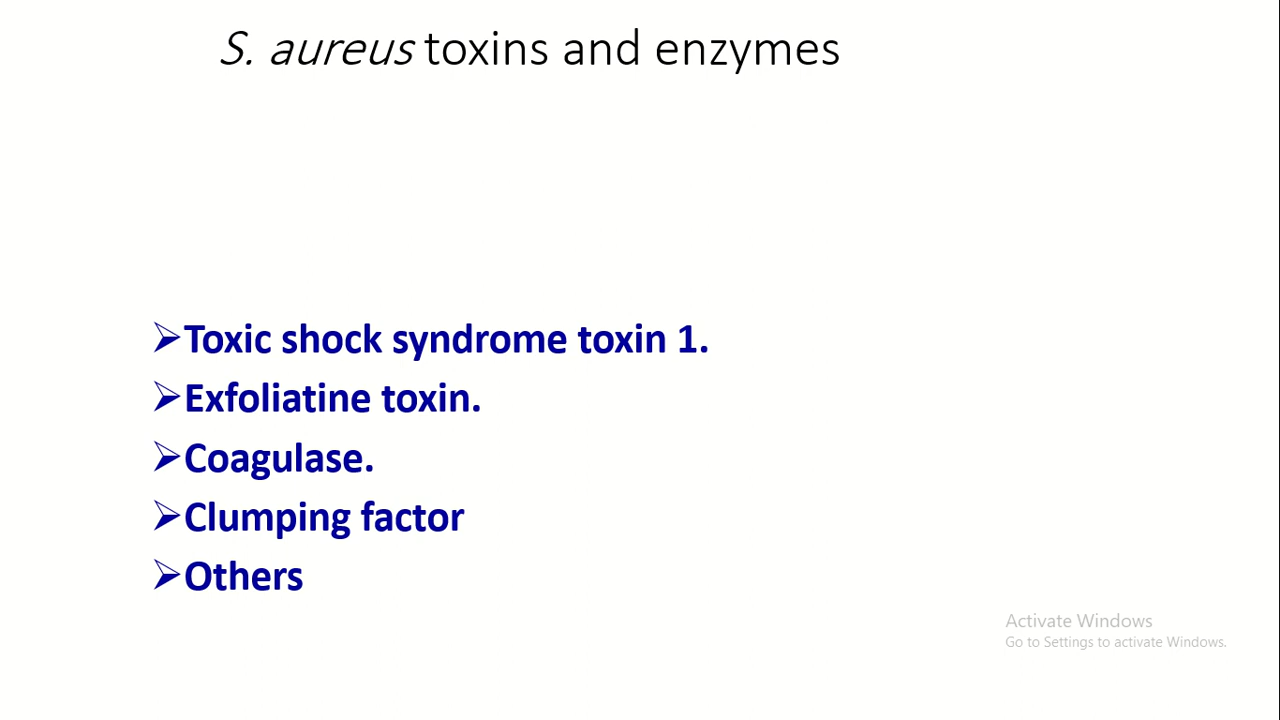 S. aureus toxins and enzymes
➢Toxic shock syndrome toxin 1.
➢Exfoliatine toxin.
➢Coagulase.
➢Clumping factor
➢Others
Activate Windows
Go to Settings to activate Windows.